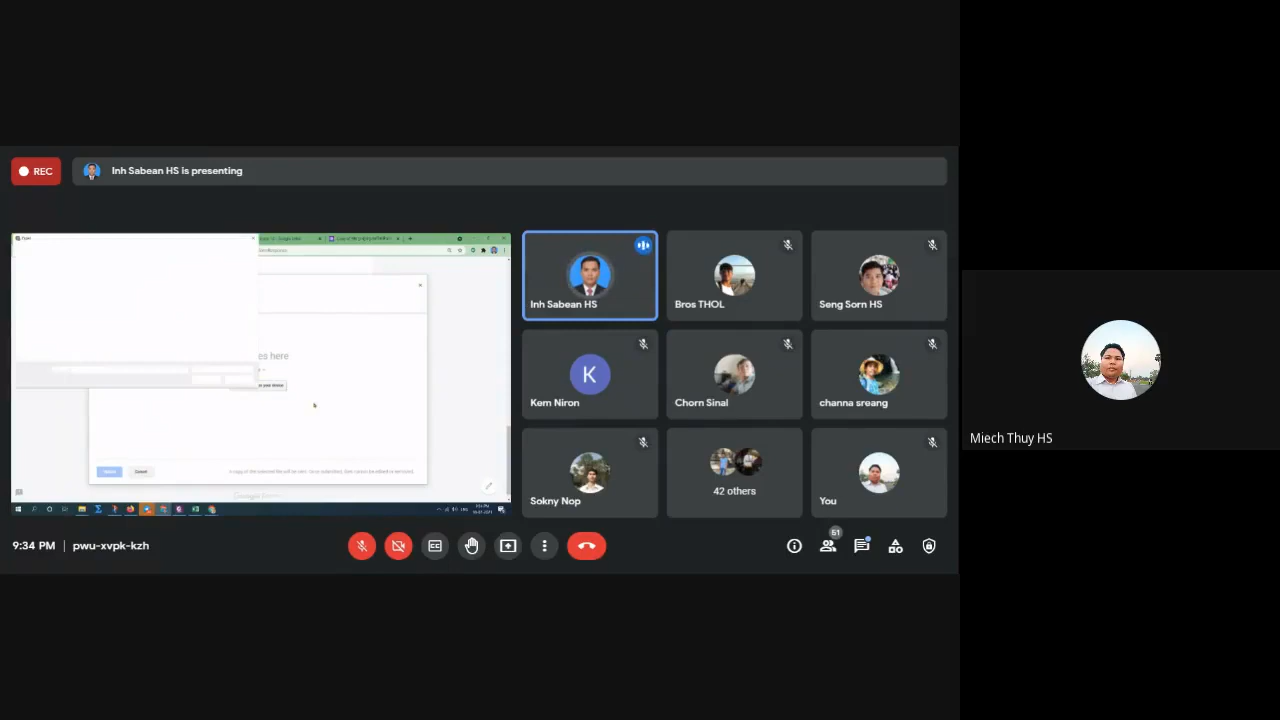 REC
Inh Sabean HS is presenting
es here
Cancel
Inh Sabean HS
Bros THOL
Seng Sorn HS
Kem Niron
Chorn Sinal
channa sreang
Sokny Nop
42 others
You
K
Miech Thuy HS
9:34 PM | pwu-xvpk-kzh
51